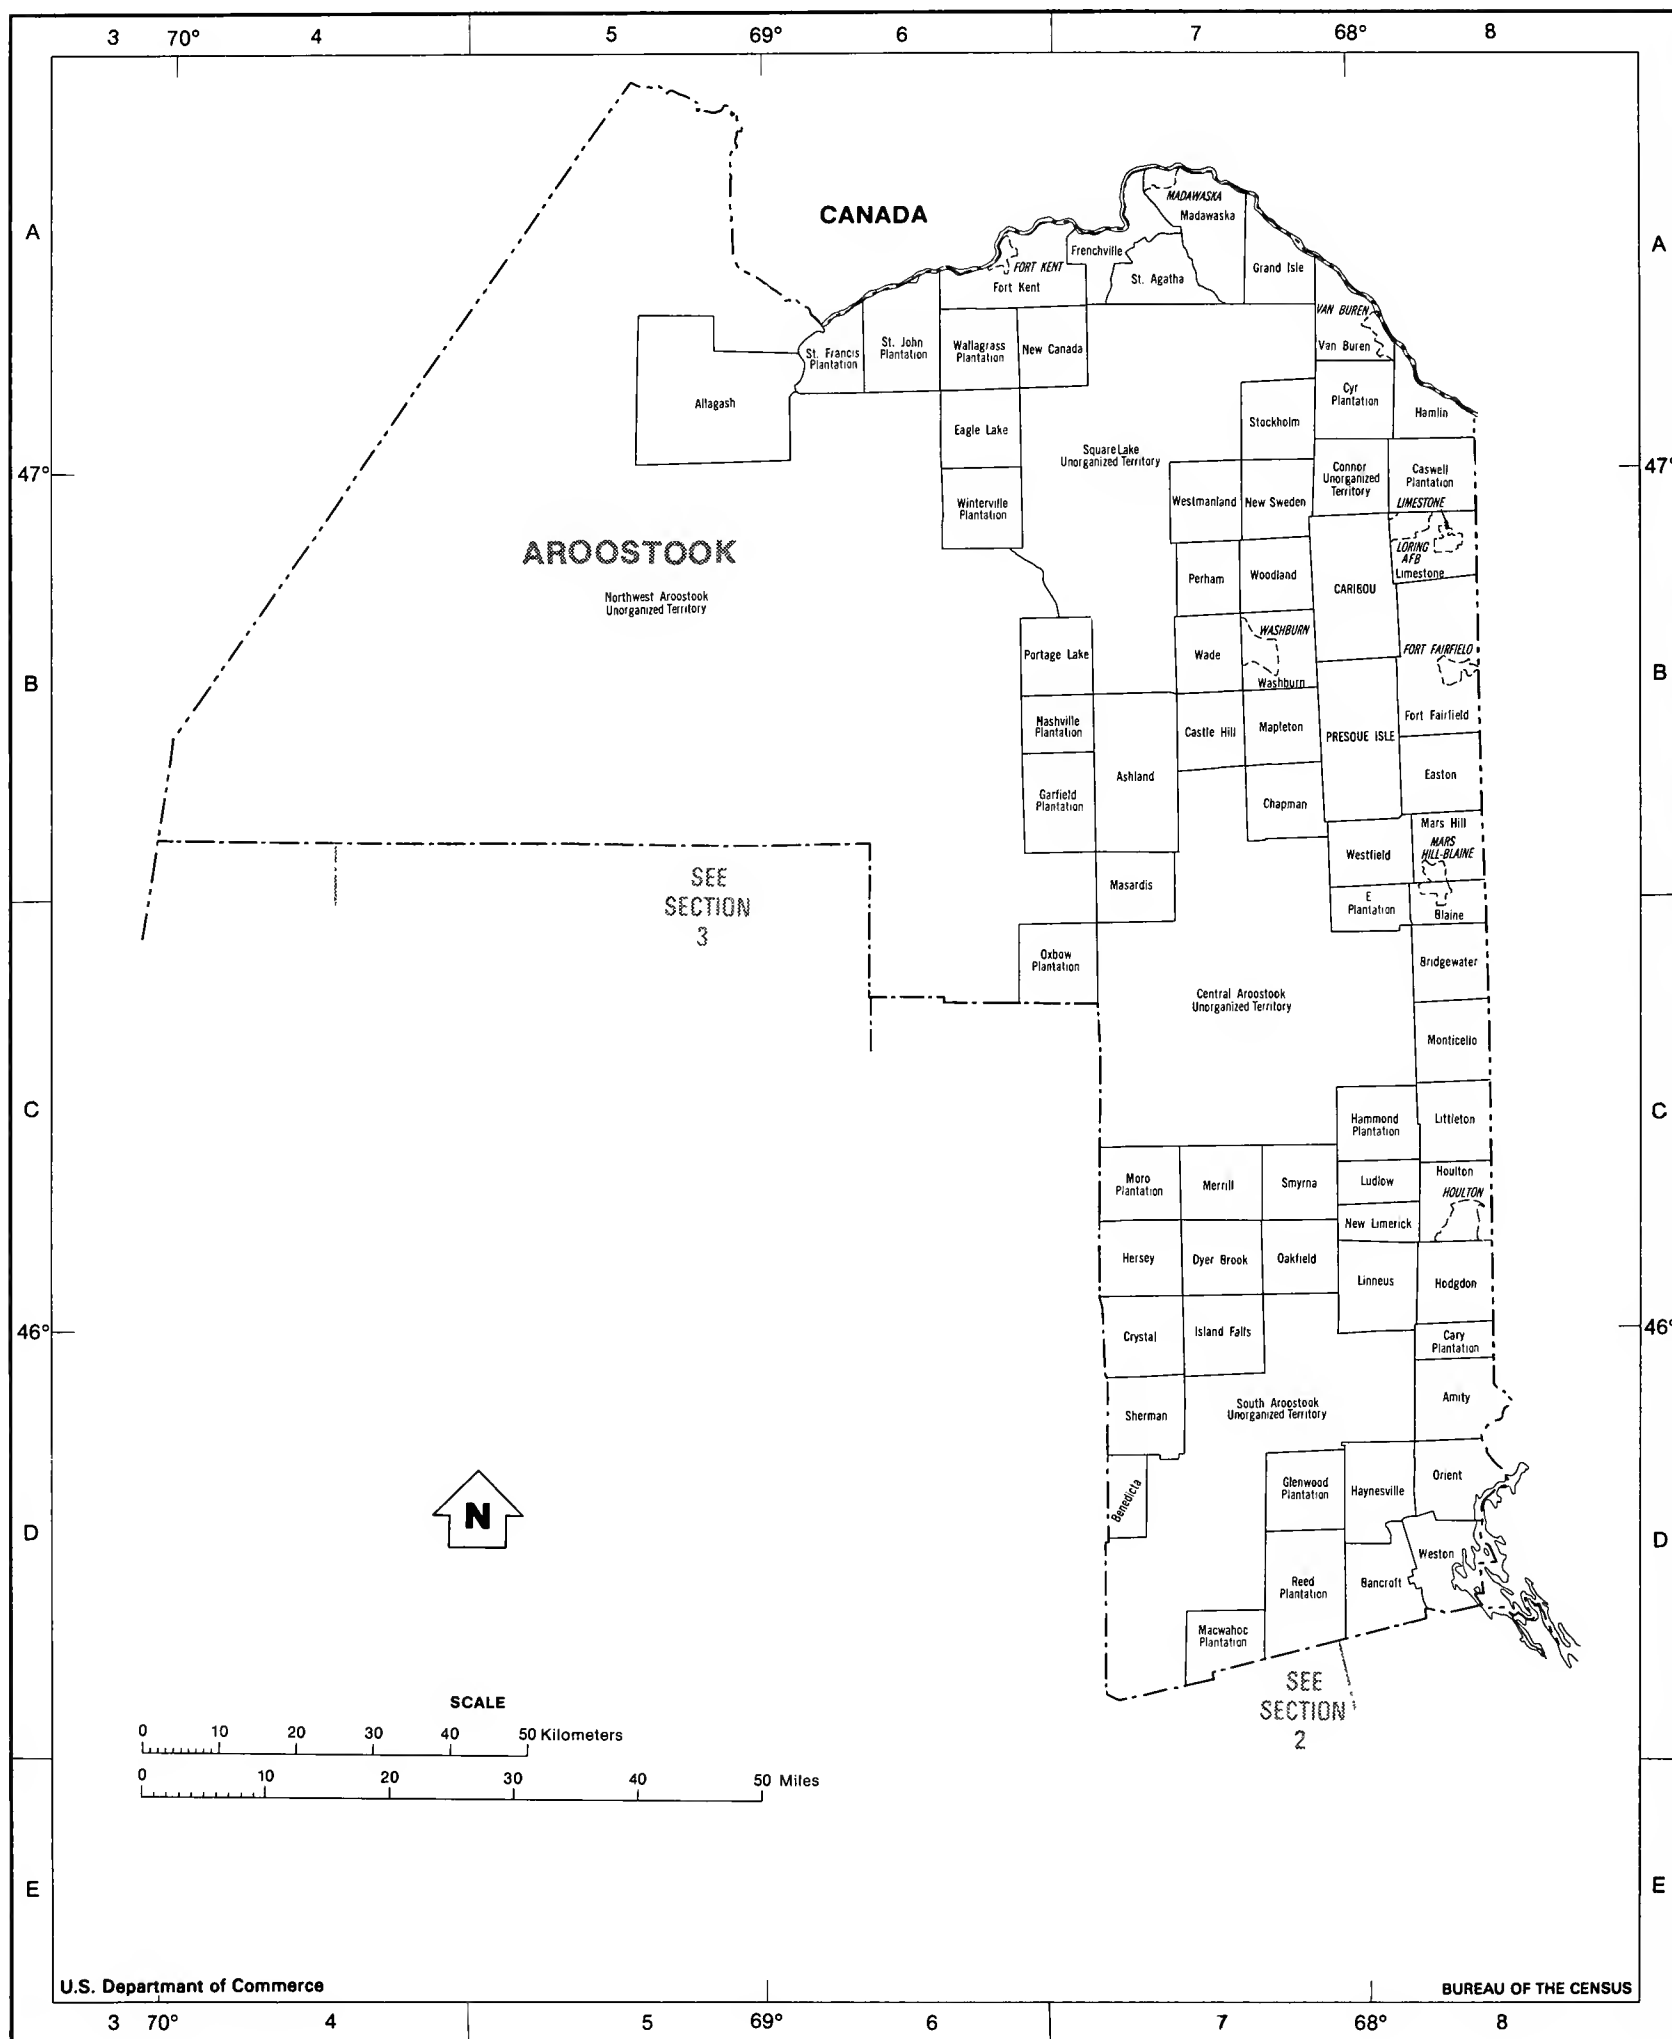 3 70° 4 5 69° 6 7 68° 8
A
A
CANADA
MADAWASKA
Madawaska
Frenchville
FORT KENT
Fort Kent
St. Agatha
Grand Isle
VAN BUREN
Van Buren
St. Francis
Plantation
St. John
Plantation
Wallagrass
Plantation
New Canada
Allagash
Cyr
Plantation
Hamlin
Stockholm
Eagle Lake
Square Lake
Unorganized Territory
47°
47°
Connor
Unorganized
Territory
Caswell
Plantation
Westmanland
New Sweden
LIMESTONE
Winterville
Plantation
AROOSTOOK
LORING
AFB
Limestone
Perham
Woodland
CARIBOU
Northwest Aroostook
Unorganized Territory
WASHBURN
FORT FAIRFIELD
Portage Lake
Wade
Washburn
B
B
Nashville
Plantation
Castle Hill
Mapleton
PRESQUE ISLE
Fort Fairfield
Ashland
Easton
Garfield
Plantation
Chapman
Mars Hill
MARS
HILL-BLAINE
Westfield
SEE
SECTION
3
Masardis
E
Plantation
Blaine
Oxbow
Plantation
Bridgewater
Central Aroostook
Unorganized Territory
Monticello
C
C
Hammond
Plantation
Littleton
Moro
Plantation
Merrill
Smyrna
Ludlow
Houlton
HOULTON
New Limerick
Hersey
Dyer Brook
Oakfield
Linneus
Hodgdon
46°
46°
Crystal
Island Falls
Cary
Plantation
Sherman
South Aroostook
Unorganized Territory
Amity
Benedicta
Glenwood
Plantation
Haynesville
Orient
N
D
D
Weston
Reed
Plantation
Bancroft
Macwahoc
Plantation
SEE
SECTION
2
SCALE
0 10 20 30 40 50 Kilometers
0 10 20 30 40 50 Miles
E
E
U.S. Department of Commerce
BUREAU OF THE CENSUS
3 70° 4 5 69° 6 7 68° 8